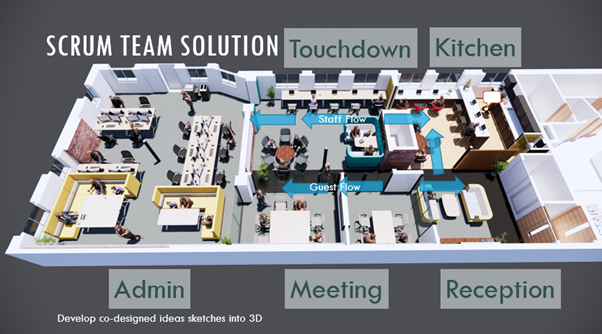 SCRUM TEAM SOLUTION
Touchdown
Kitchen
Staff Flow
Guest Flow
Admin
Meeting
Reception
Develop co-designed ideas sketches into 3D